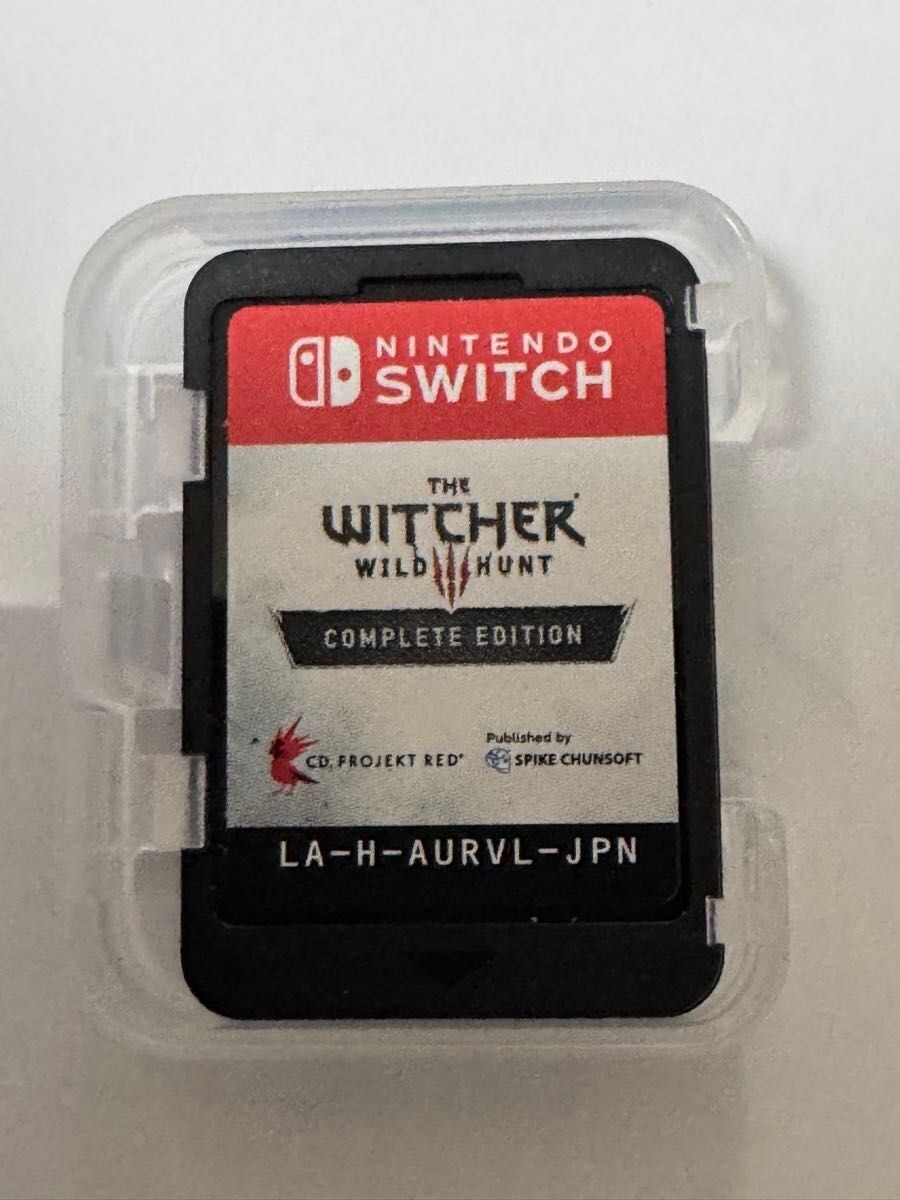 NINTENDO
SWITCH
THE
WITCHER
WILD HUNT
COMPLETE EDITION
CD PROJEKT RED®
Published by
SPIKE CHUNSOFT
LA-H-AURVL-JPN